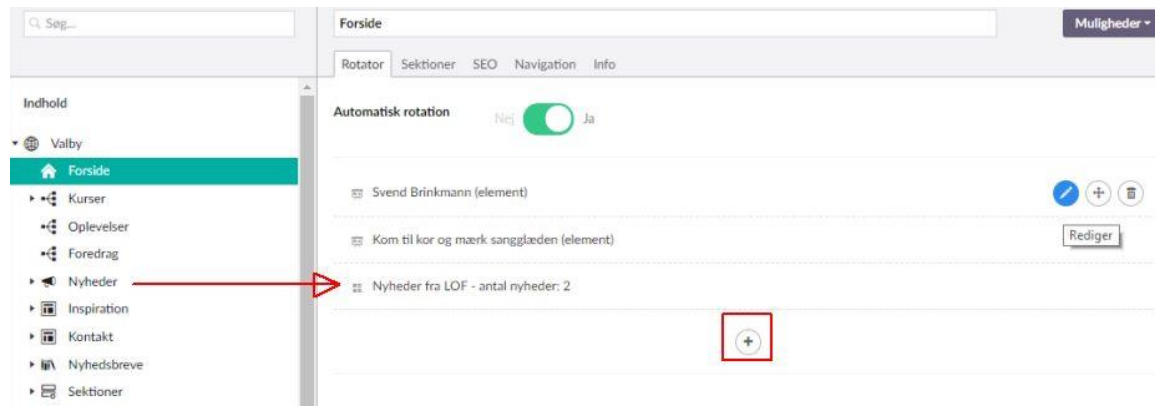 Søg...
Forside
Muligheder
Rotator Sektioner SEO Navigation Info
Indhold
Automatisk rotation Nej Ja
Valby
Forside
Kurser
Oplevelser
Foredrag
Nyheder
Inspiration
Kontakt
Nyhedsbreve
Sektioner
Svend Brinkmann (element)
Rediger
Kom til kor og mærk sangglæden (element)
Nyheder fra LOF - antal nyheder: 2